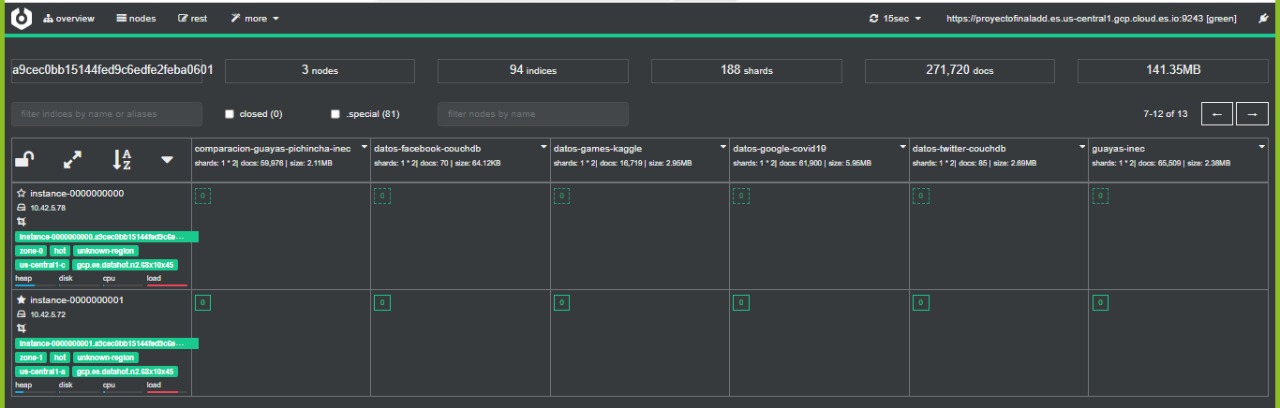 overview nodes rest more 15sec https://proyectofinaladd.es.us-central1.gcp.cloud.es.io:9243 [green]
a9cec0bb15144fed9c6edfe2feba0601 3 nodes 94 indices 188 shards 271,720 docs 141.35MB
filter indices by name or aliases closed (0) .special (81) filter nodes by name 7-12 of 13 ← →
comparacion-guayas-pichincha-inec datos-facebook-couchdb datos-games-kaggle datos-google-covid19 datos-twitter-couchdb guayas-inec
shards: 1 * 2| docs: 59,976 | size: 2.11MB shards: 1 * 2| docs: 70 | size: 64.12KB shards: 1 * 2| docs: 16,719 | size: 2.95MB shards: 1 * 2| docs: 61,900 | size: 5.95MB shards: 1 * 2| docs: 85 | size: 2.69MB shards: 1 * 2| docs: 65,509 | size: 2.38MB
instance-0000000000 0 0 0 0 0 0
10.42.5.78
instance-0000000000.a9cec0bb15144fed9c6e...
zone-0 hot unknown-region
us-central1-c gcp.es.datahot.n2.68x10x45
heap disk cpu load
instance-0000000001 0 0 0 0 0 0
10.42.5.72
instance-0000000001.a9cec0bb15144fed9c6e...
zone-1 hot unknown-region
us-central1-a gcp.es.datahot.n2.68x10x45
heap disk cpu load